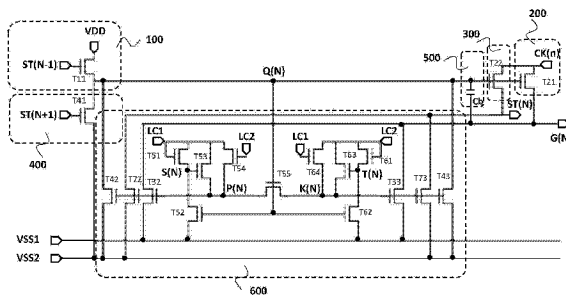 VDD
100
300
200
ST(N-1)
T11
500
T22
CK(n)
Q(N)
T21
T41
ST(N+1)
Cb
ST(N)
400
G(N
LC1
LC2
LC1
LC2
T51
T53
T54
T55
T64
T63
T61
S(N)
T(N)
T42
T72
T32
P(N)
K(N)
T33
T73
T43
T52
T62
VSS1
VSS2
600